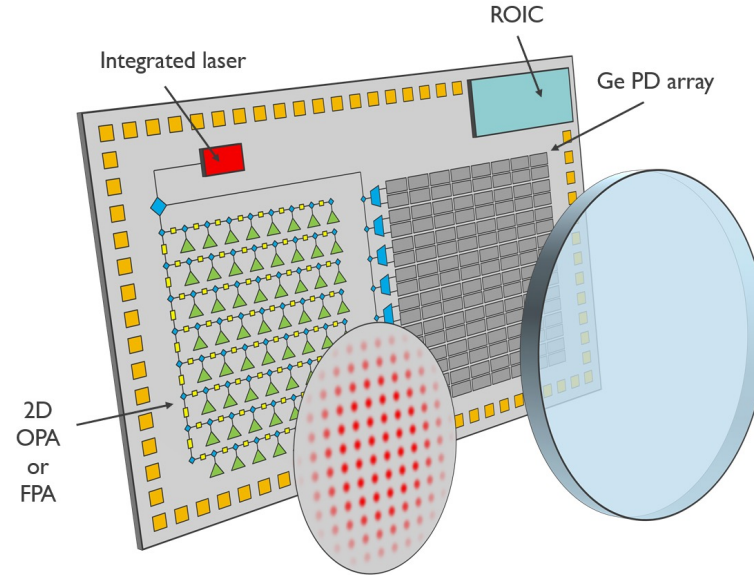 ROIC
Integrated laser
Ge PD array
2D
OPA
or
FPA